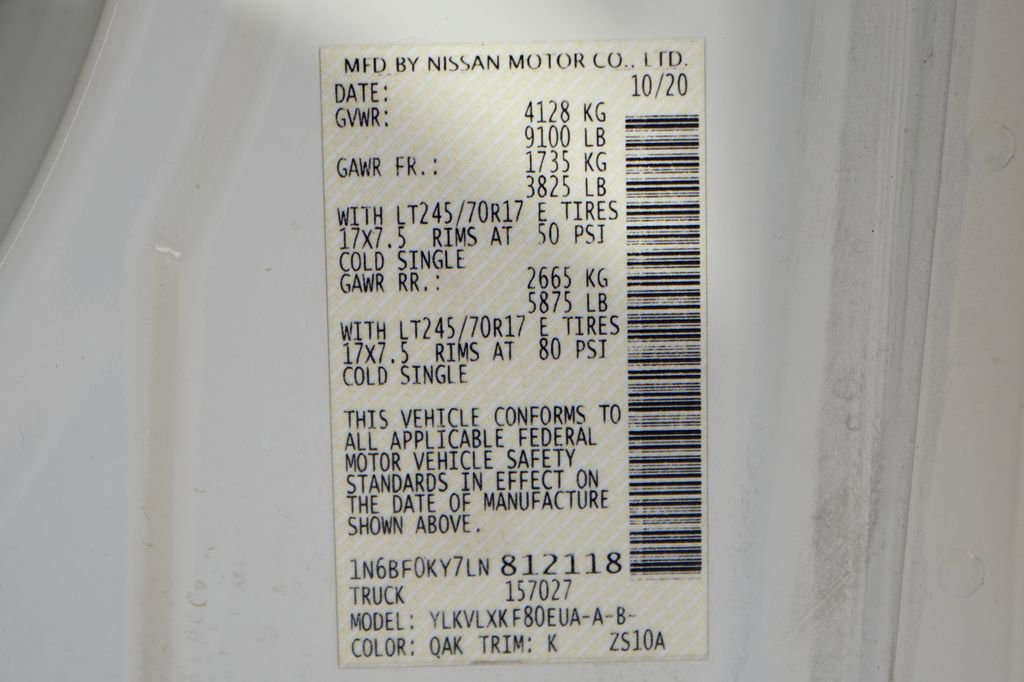 MFD BY NISSAN MOTOR CO., LTD.
DATE: 10/20
GVWR: 4128 KG
9100 LB
GAWR FR.: 1735 KG
3825 LB
WITH LT245/70R17 E TIRES
17X7.5 RIMS AT 50 PSI
COLD SINGLE
GAWR RR.: 2665 KG
5875 LB
WITH LT245/70R17 E TIRES
17X7.5 RIMS AT 80 PSI
COLD SINGLE
THIS VEHICLE CONFORMS TO
ALL APPLICABLE FEDERAL
MOTOR VEHICLE SAFETY
STANDARDS IN EFFECT ON
THE DATE OF MANUFACTURE
SHOWN ABOVE.
1N6BF0KY7LN 812118
TRUCK 157027
MODEL: YLKVLXKF80EUA-A-B-
COLOR: QAK TRIM: K ZS10A